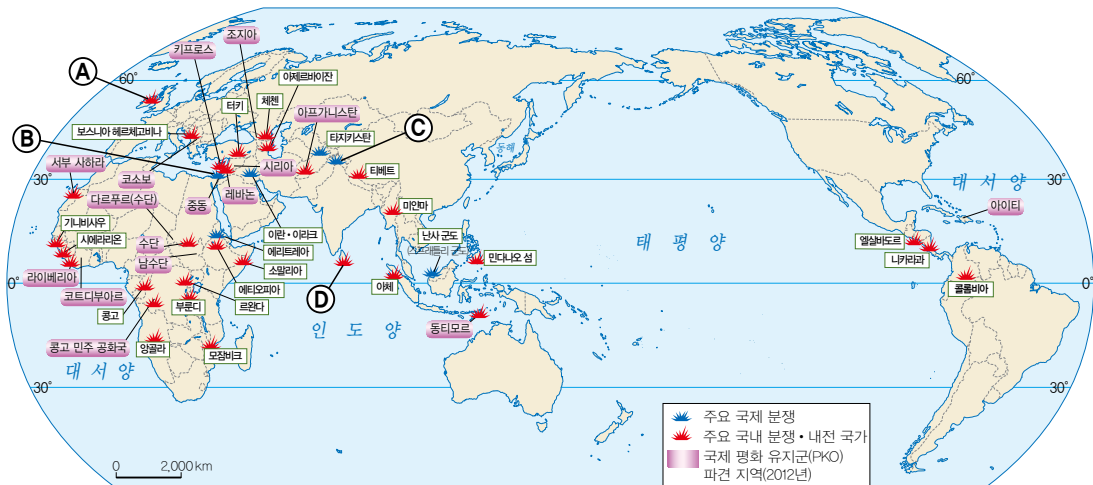 조지아
키프로스
A
60°
60°
아제르바이잔
터키
체첸
아프가니스탄
보스니아 헤르체고비나
타지키스탄
C
B
동해
서부 사하라
코소보
시리아
티베트
30°
30°
30°
대서양
다르푸르(수단)
중동
레바논
아이티
미얀마
기니비사우
시에라리온
이란·이라크
난사 군도
수단
에리트레아
태평양
엘살바도르
남수단
소말리아
민다나오 섬
니카라과
라이베리아
에티오피아
D
아체
0°
0°
0°
코트디부아르
콜롬비아
콩고
부룬디
르완다
인도양
동티모르
콩고 민주 공화국
앙골라
모잠비크
대서양
30°
30°
30°
주요 국제 분쟁
주요 국내 분쟁·내전 국가
국제 평화 유지군(PKO)
파견 지역(2012년)
0
2,000 km